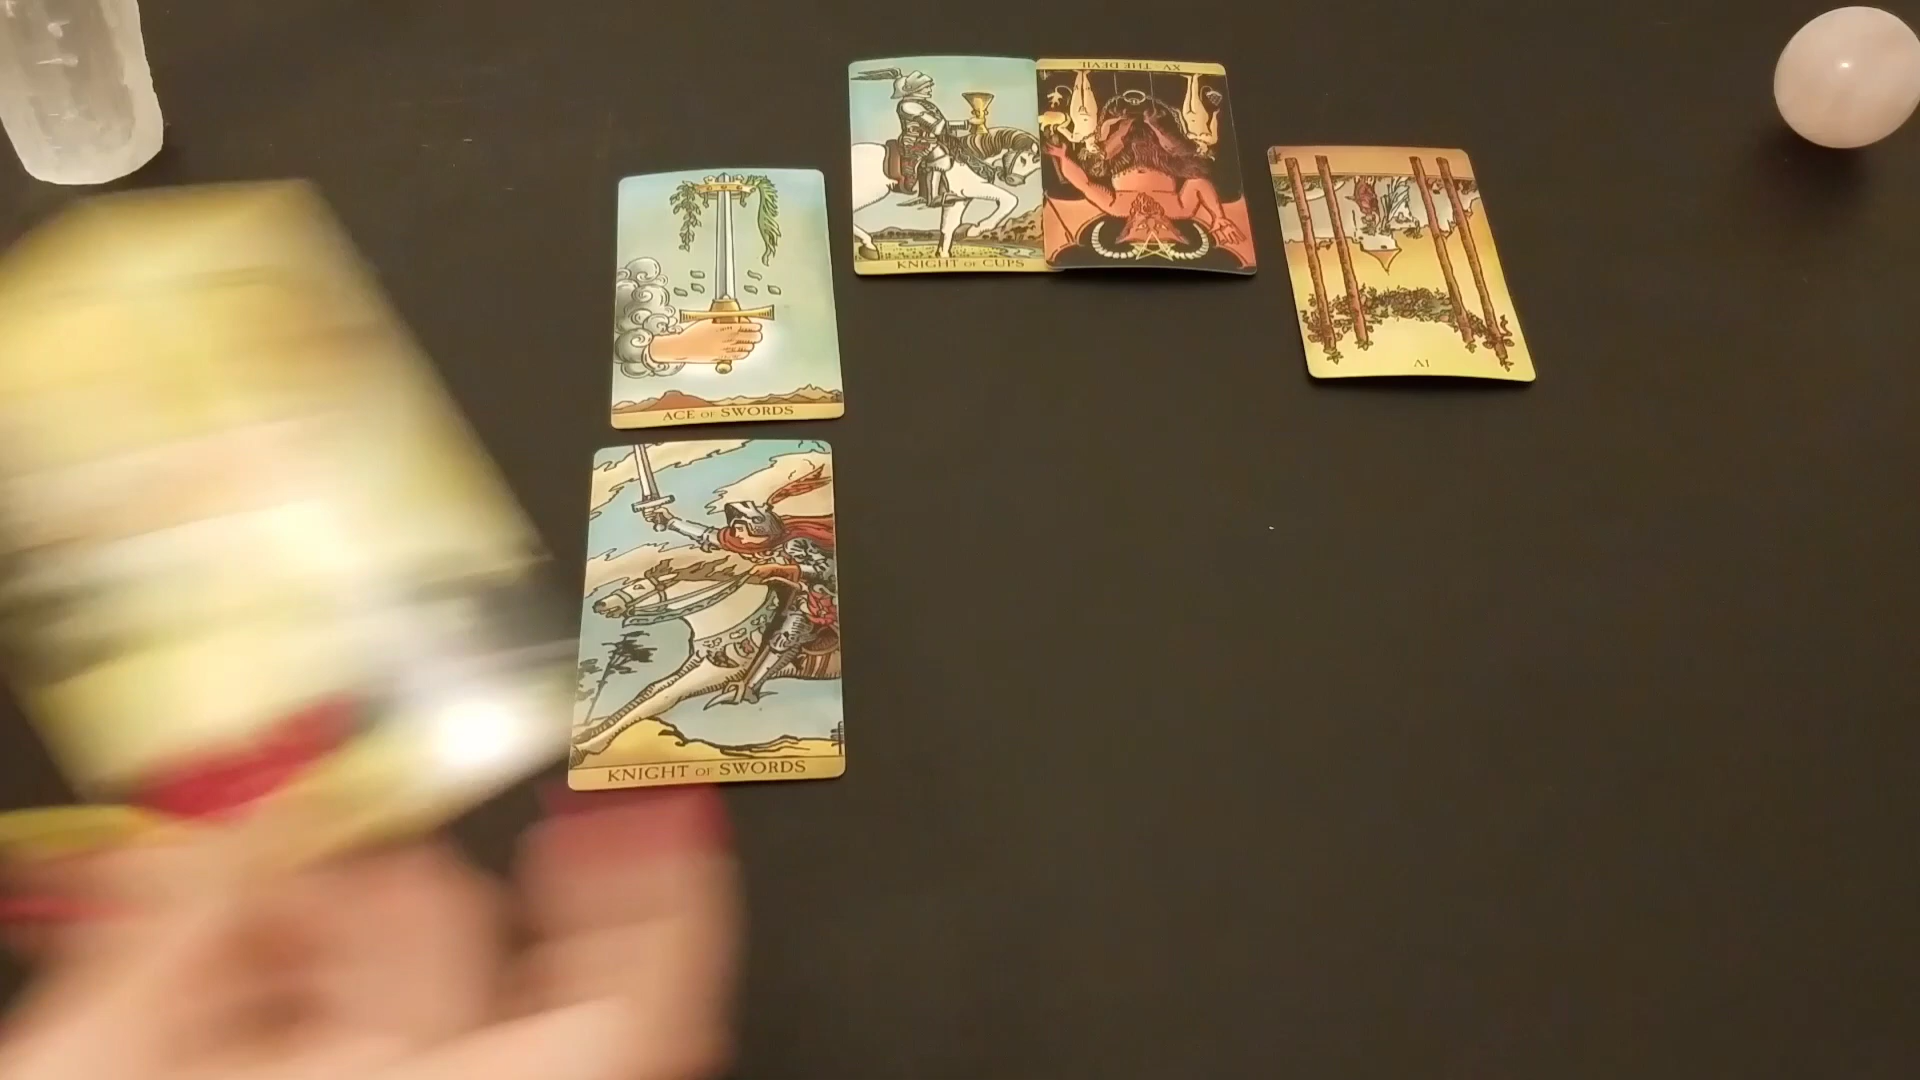 XV · THE DEVIL
KNIGHT OF CUPS
IV
ACE OF SWORDS
KNIGHT OF SWORDS